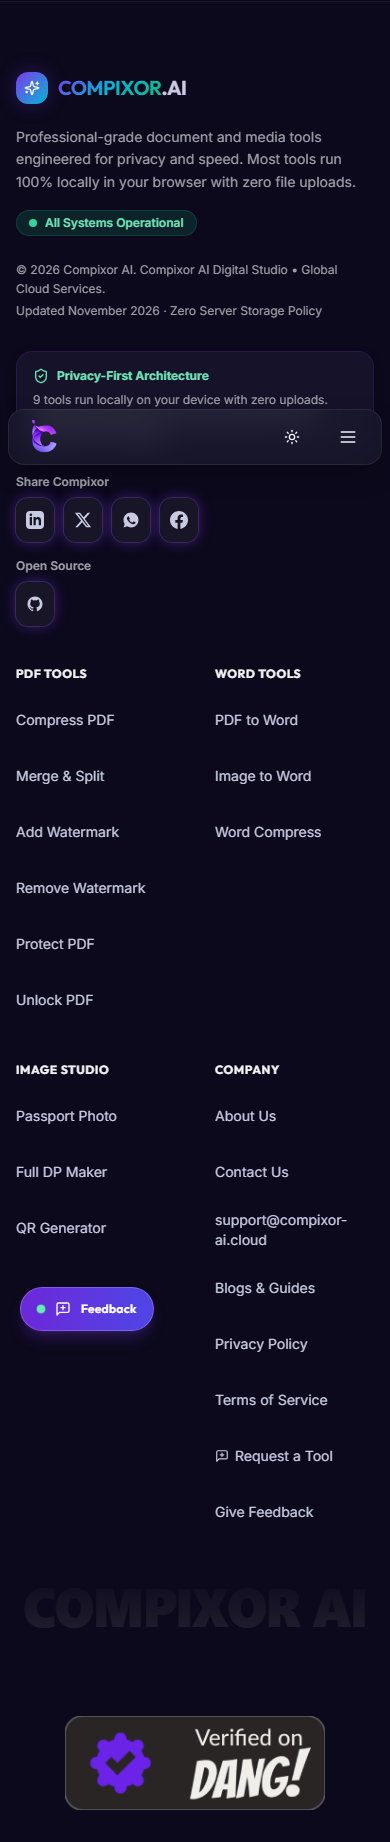 COMPIXOR.AI
Professional-grade document and media tools
engineered for privacy and speed. Most tools run
100% locally in your browser with zero file uploads.
All Systems Operational
© 2026 Compixor AI. Compixor AI Digital Studio • Global
Cloud Services.
Updated November 2026 · Zero Server Storage Policy
Privacy-First Architecture
9 tools run locally on your device with zero uploads.
Share Compixor
Open Source
PDF TOOLS
Compress PDF
Merge & Split
Add Watermark
Remove Watermark
Protect PDF
Unlock PDF
WORD TOOLS
PDF to Word
Image to Word
Word Compress
IMAGE STUDIO
Passport Photo
Full DP Maker
QR Generator
Feedback
COMPANY
About Us
Contact Us
support@compixor-
ai.cloud
Blogs & Guides
Privacy Policy
Terms of Service
Request a Tool
Give Feedback
COMPIXOR AI
Verified on
DANG!